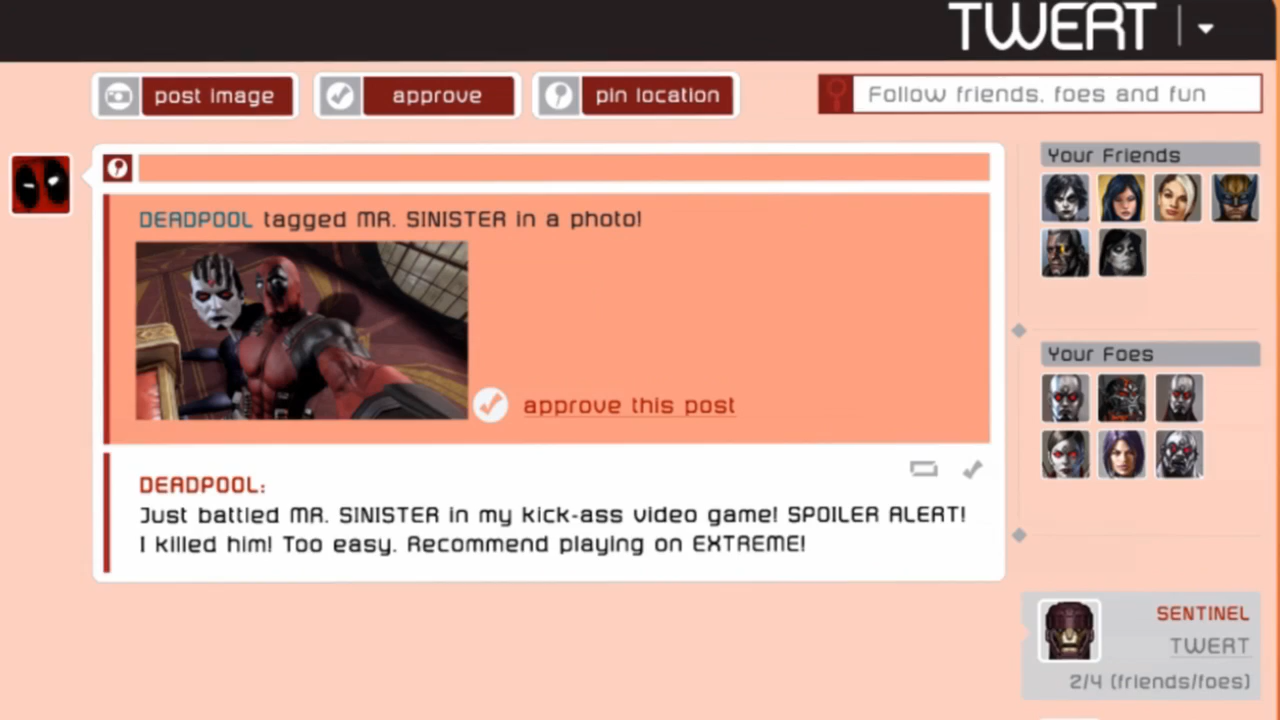 TWERT
post image
approve
pin location
Follow friends, foes and fun
Your Friends
DEADPOOL tagged MR. SINISTER in a photo!
approve this post
Your Foes
DEADPOOL:
Just battled MR. SINISTER in my kick-ass video game! SPOILER ALERT!
I killed him! Too easy. Recommend playing on EXTREME!
SENTINEL
TWERT
2/4 (friends/foes)